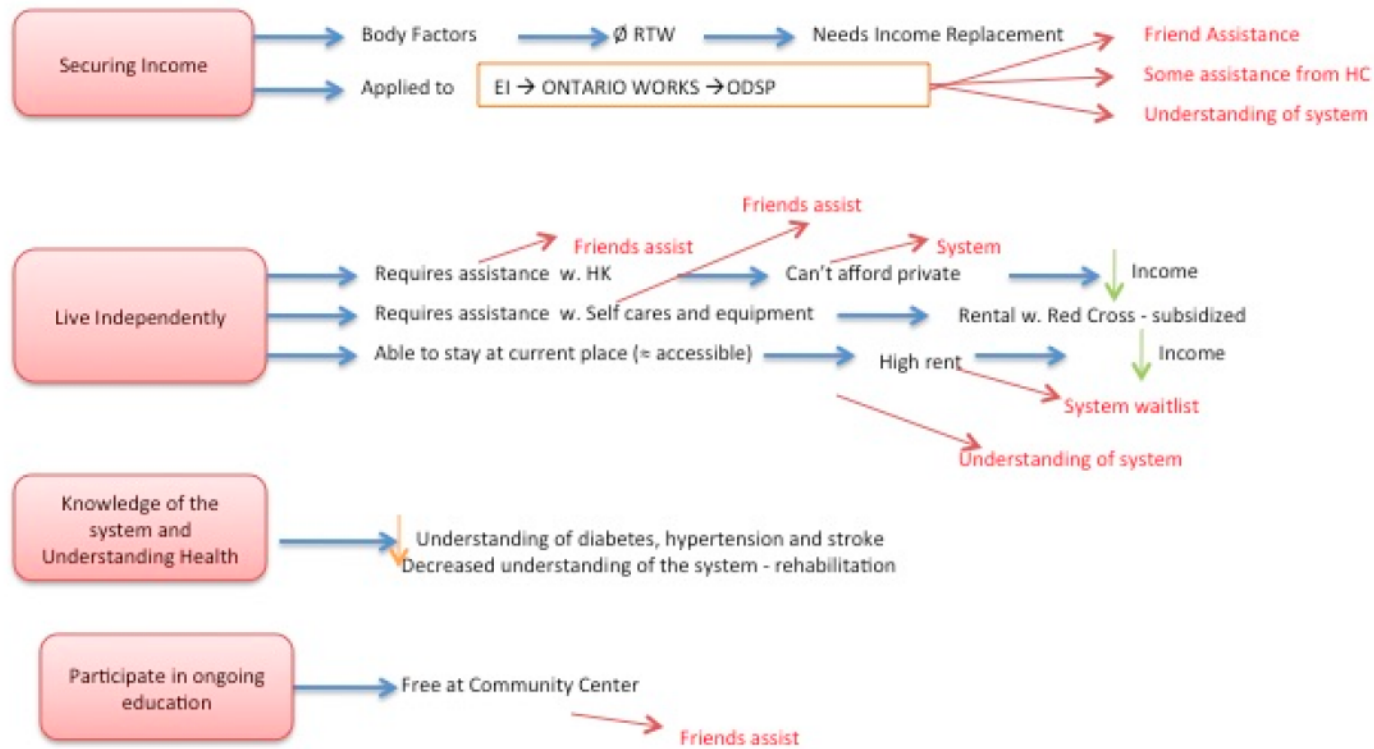 Securing Income
Body Factors
Ø RTW
Needs Income Replacement
Friend Assistance
Some assistance from HC
Understanding of system
Applied to
EI → ONTARIO WORKS → ODSP
Live Independently
Friends assist
Friends assist
System
Requires assistance w. HK
Can't afford private
Income
Requires assistance w. Self cares and equipment
Rental w. Red Cross - subsidized
Able to stay at current place (≈ accessible)
High rent
Income
System waitlist
Understanding of system
Knowledge of the
system and
Understanding Health
Understanding of diabetes, hypertension and stroke
Decreased understanding of the system - rehabilitation
Participate in ongoing
education
Free at Community Center
Friends assist